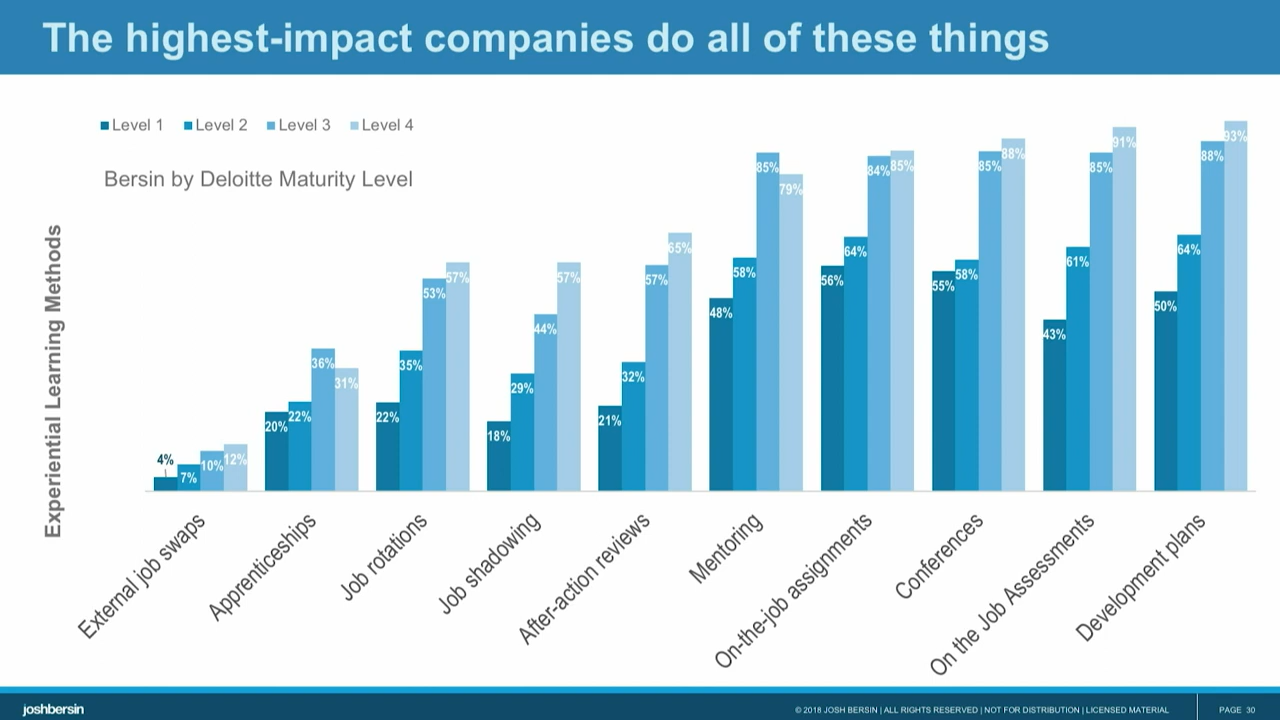 The highest-impact companies do all of these things
Level 1 Level 2 Level 3 Level 4
Bersin by Deloitte Maturity Level
Experiential Learning Methods
4% 7% 10% 12%
20% 22% 36% 31%
22% 35% 53% 57%
18% 29% 44% 57%
21% 32% 57% 65%
48% 58% 85% 79%
56% 64% 84% 85%
55% 58% 85% 88%
43% 61% 85% 91%
50% 64% 88% 93%
External job swaps
Apprenticeships
Job rotations
Job shadowing
After-action reviews
Mentoring
On-the-job assignments
Conferences
On the Job Assessments
Development plans
joshbersin
© 2018 JOSH BERSIN | ALL RIGHTS RESERVED | NOT FOR DISTRIBUTION | LICENSED MATERIAL
PAGE 30